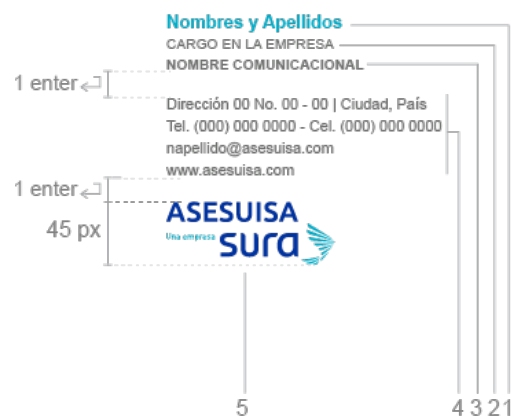 Nombres y Apellidos
CARGO EN LA EMPRESA
NOMBRE COMUNICACIONAL
1 enter
Dirección 00 No. 00 - 00 | Ciudad, País
Tel. (000) 000 0000 - Cel. (000) 000 0000
napellido@asesuisa.com
www.asesuisa.com
1 enter
45 px
ASESUISA
Una empresa
sura
5 4 3 2 1